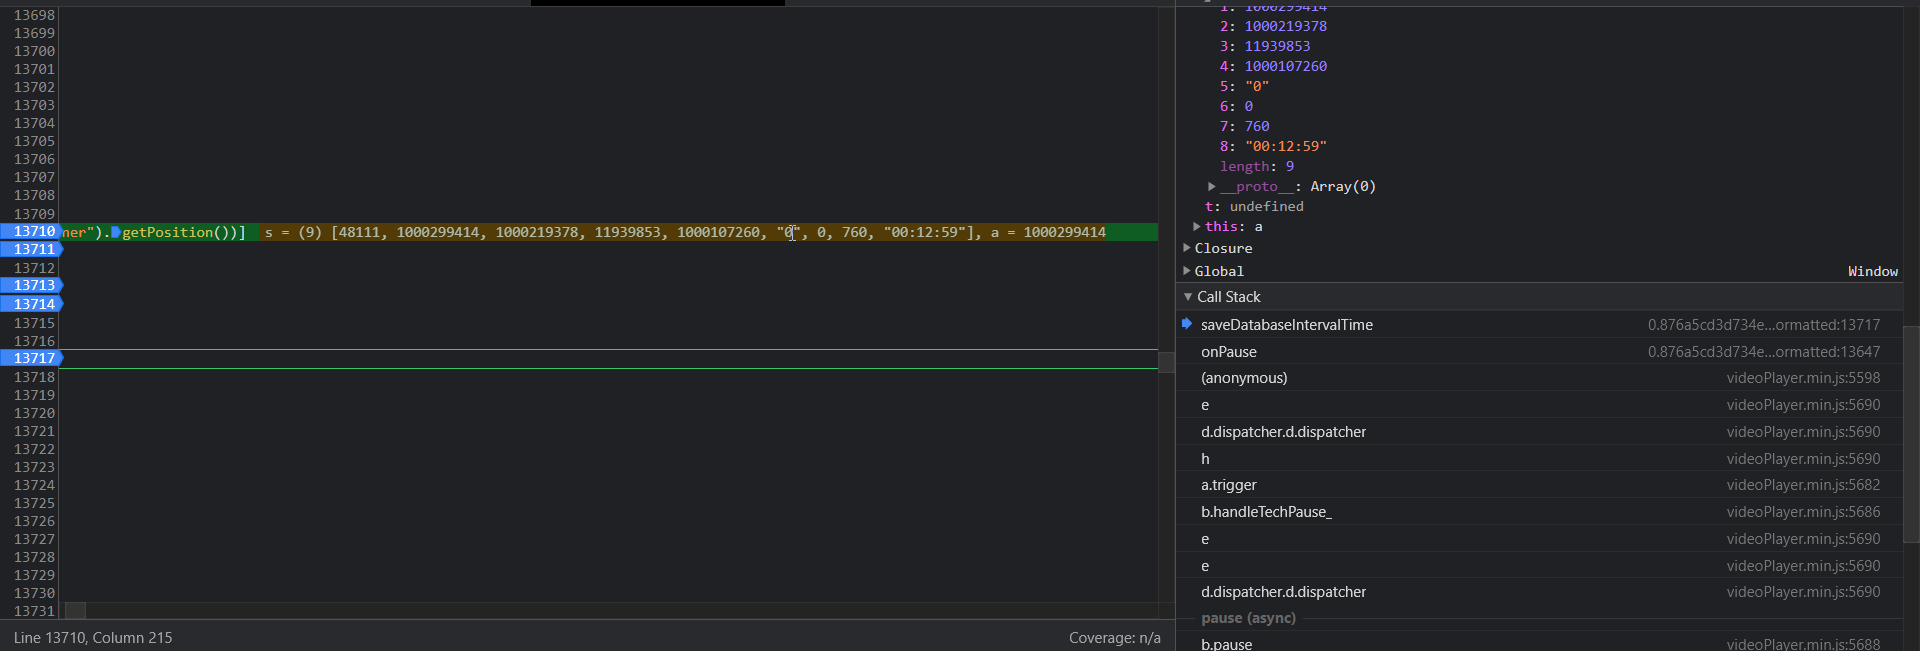 13698
13699
13700
13701
13702
13703
13704
13705
13706
13707
13708
13709
13710 ner").getPosition())] s = (9) [48111, 1000299414, 1000219378, 11939853, 1000107260, "0", 0, 760, "00:12:59"], a = 1000299414
13711
13712
13713
13714
13715
13716
13717
13718
13719
13720
13721
13722
13723
13724
13725
13726
13727
13728
13729
13730
13731
Line 13710, Column 215 Coverage: n/a
1: 1000299414
2: 1000219378
3: 11939853
4: 1000107260
5: "0"
6: 0
7: 760
8: "00:12:59"
length: 9
__proto__: Array(0)
t: undefined
this: a
Closure
Global Window
Call Stack
saveDatabaseIntervalTime 0.876a5cd3d734e...ormatted:13717
onPause 0.876a5cd3d734e...ormatted:13647
(anonymous) videoPlayer.min.js:5598
e videoPlayer.min.js:5690
d.dispatcher.d.dispatcher videoPlayer.min.js:5690
h videoPlayer.min.js:5690
a.trigger videoPlayer.min.js:5682
b.handleTechPause_ videoPlayer.min.js:5686
e videoPlayer.min.js:5690
e videoPlayer.min.js:5690
d.dispatcher.d.dispatcher videoPlayer.min.js:5690
pause (async)
b.pause videoPlayer.min.js:5688